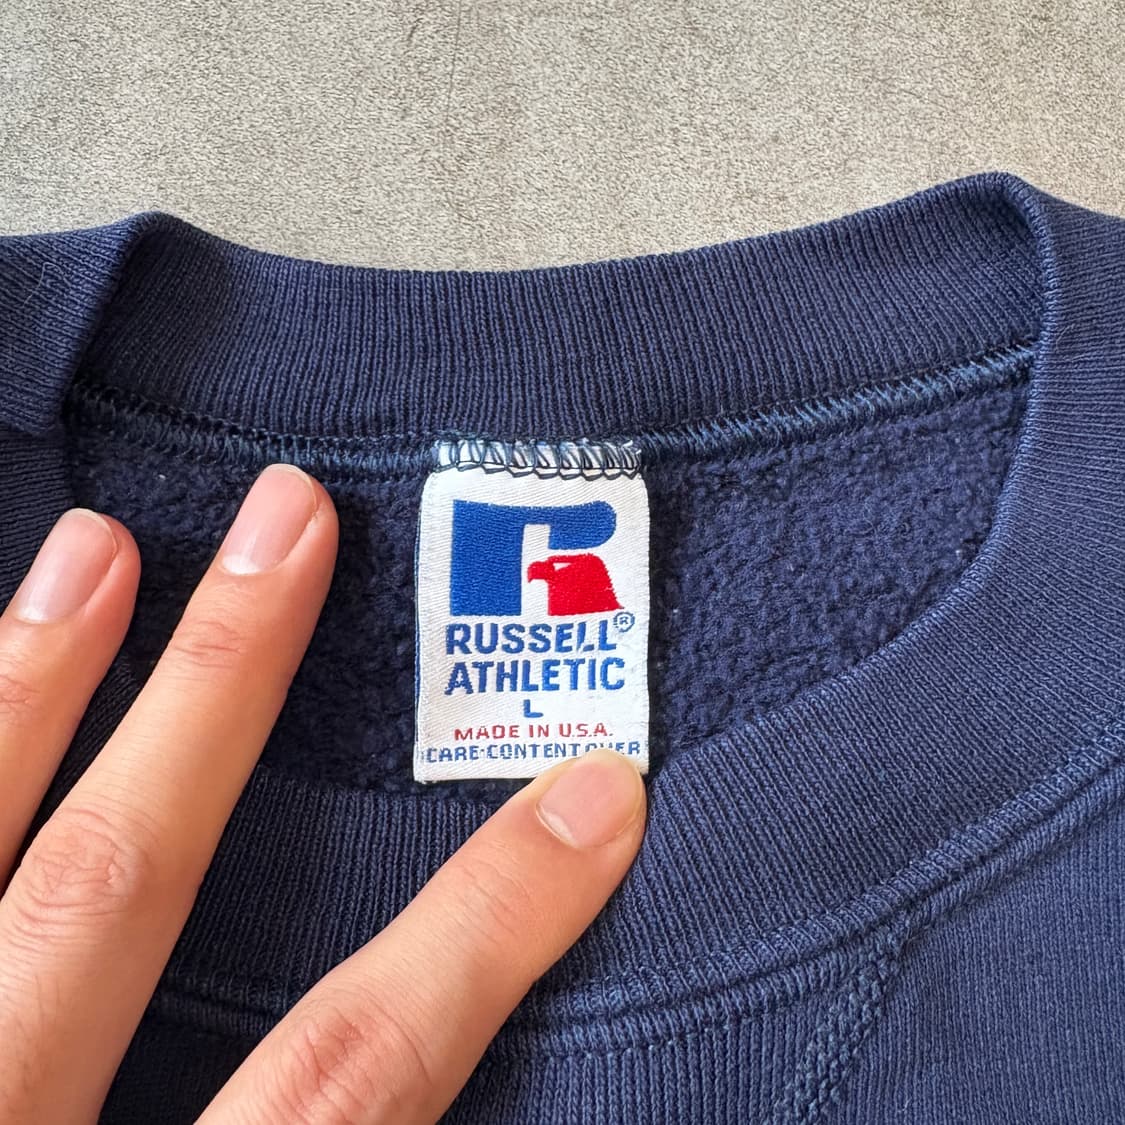 RUSSELL®
ATHLETIC
L
MADE IN U.S.A.
CARE·CONTENT OVER